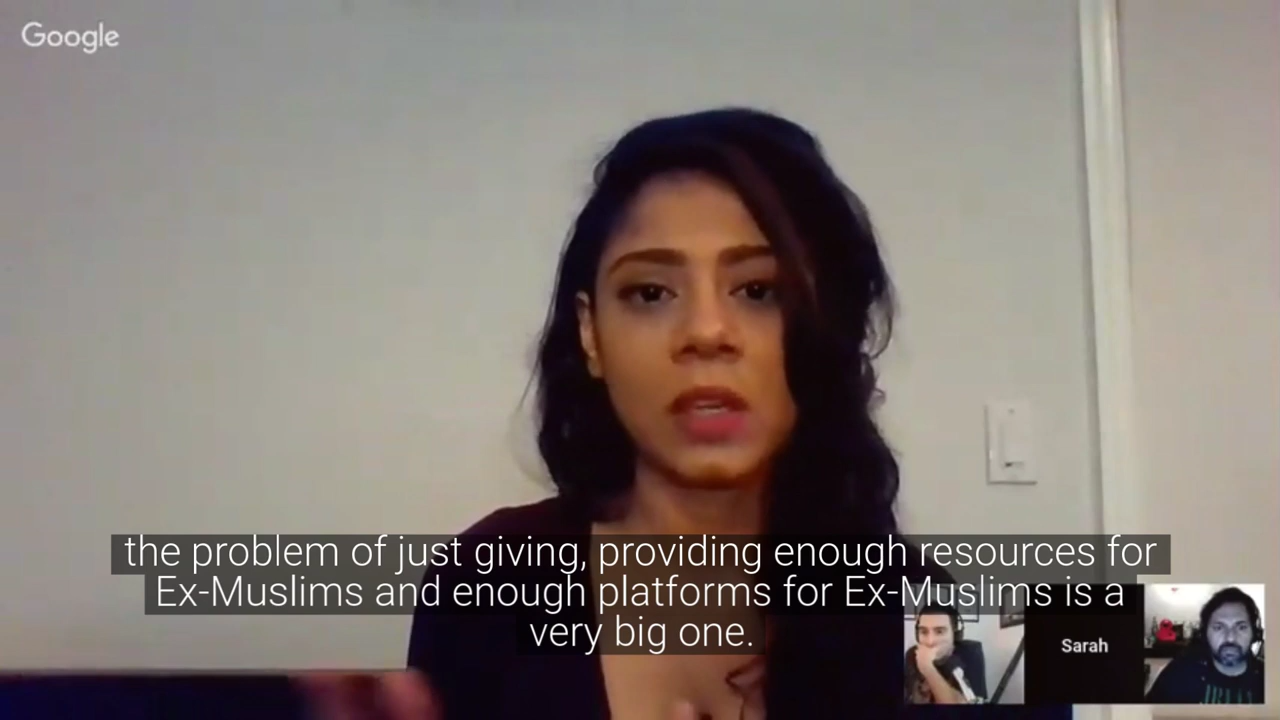 Google
the problem of just giving, providing enough resources for
Ex-Muslims and enough platforms for Ex-Muslims is a
very big one.
Sarah